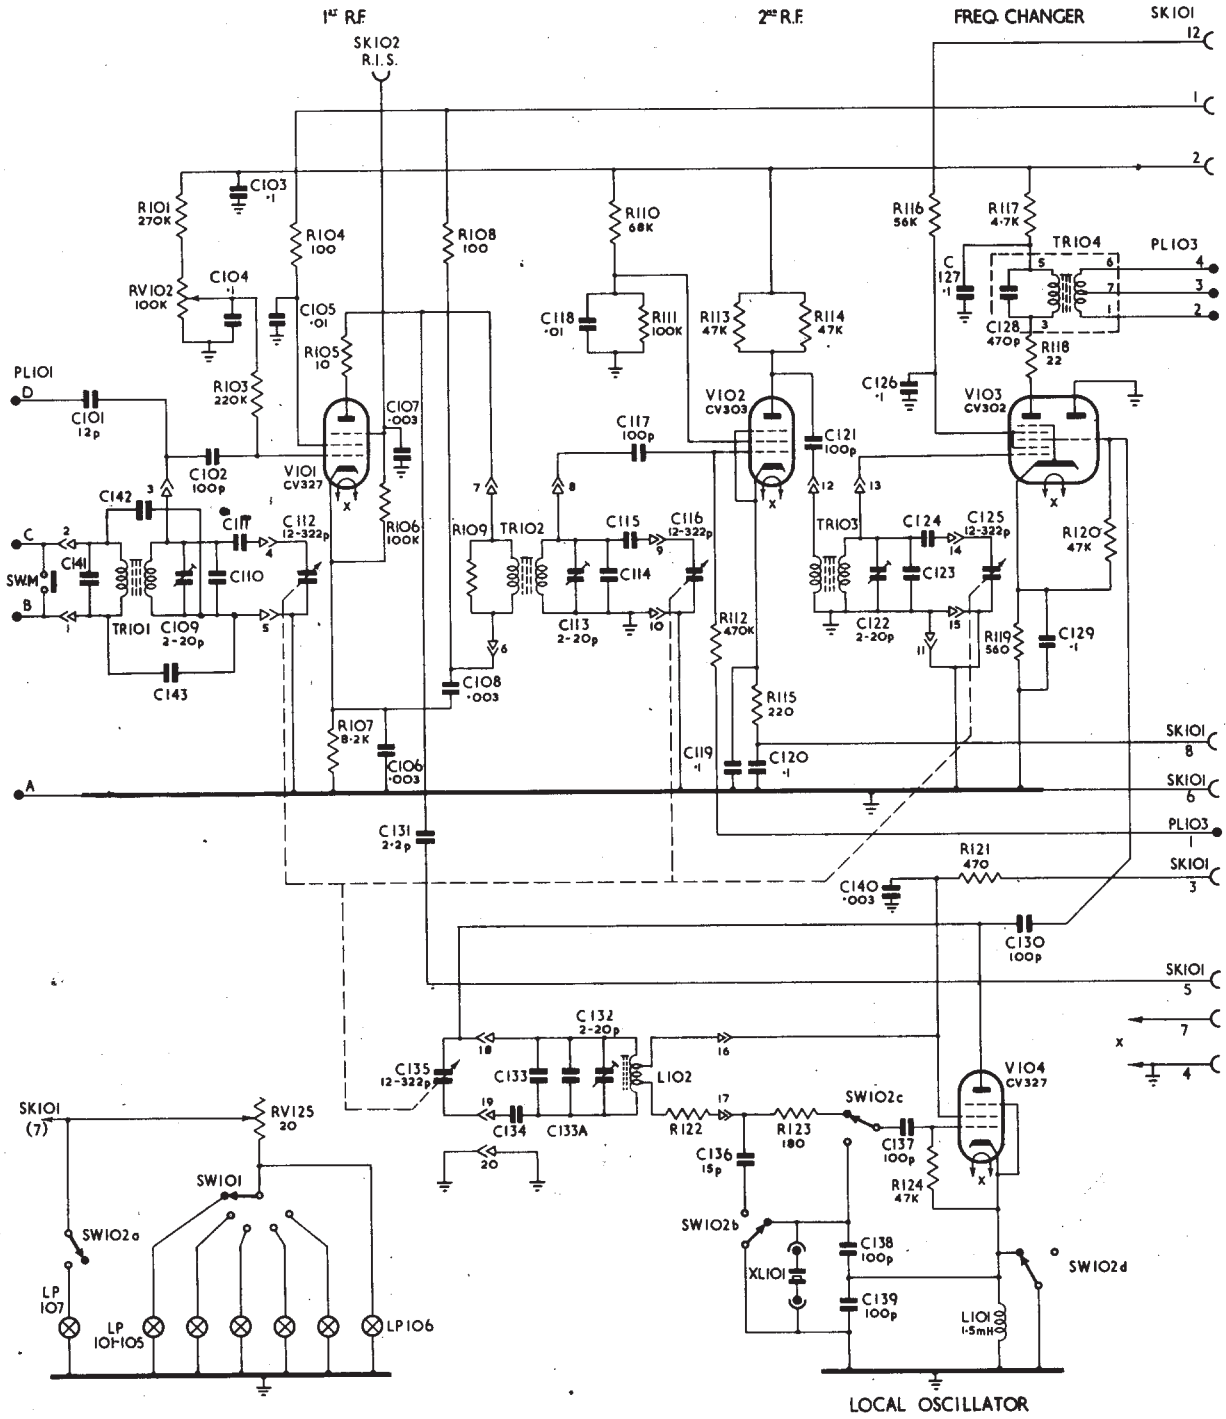 1ST R.F.
2ND R.F.
FREQ. CHANGER
SK101
12
SK102
R.I.S.
1
2
C103
·1
R101
270K
R104
100
R108
100
R110
68K
R116
56K
R117
4·7K
TR104
PL103
4
3
2
5
6
7
3
1
C
127
·1
C128
470p
C104
·1
RV102
100K
C105
·01
C118
·01
R111
100K
R113
47K
R114
47K
R118
22
R105
10
PL101
D
C101
12p
R103
220K
C107
·003
V102
CV303
C126
·1
V103
CV302
C117
100p
C121
100p
C102
100p
V101
CV327
X
X
X
3
7
8
12
13
C142
C111
C112
12-322p
R106
100K
R109
TR102
C115
C116
12-322p
TR103
C124
C125
12-322p
R120
47K
C
2
C141
4
C110
9
C114
14
C123
SW.M
B
1
TR101
C109
2-20p
5
C113
2-20p
10
R112
470K
C122
2-20p
15
11
R119
560
C129
·1
C143
6
C108
·003
R115
220
R107
8·2K
C106
·003
C119
·1
C120
·1
SK101
8
A
SK101
6
C131
2·2p
PL103
1
R121
470
C140
·003
SK101
3
C130
100p
SK101
5
7
X
4
C132
2-20p
18
16
C135
12-322p
C133
L102
V104
CV327
19
C134
C133A
R122
17
R123
180
SW102c
C137
100p
20
C136
15p
R124
47K
X
SK101
(7)
RV125
20
SW101
SW102a
SW102b
C138
100p
XL101
SW102d
C139
100p
L101
1·5mH
LP
107
LP
101-105
LP106
LOCAL OSCILLATOR